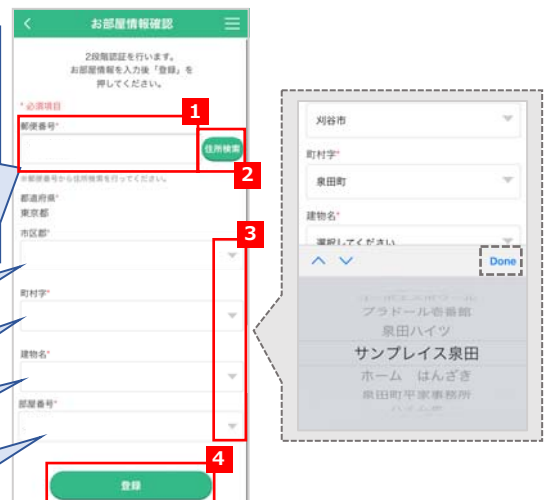 お部屋情報確認
2段階認証を行います。
お部屋情報を入力後「登録」を
押してください。
* 必須項目
1
郵便番号*
住所検索
2
※郵便番号から住所検索を行ってください。
都道府県*
東京都
市区郡*
3
町村字*
建物名*
部屋番号*
4
登録
刈谷市
町村字*
泉田町
建物名*
選択してください
Done
プラドール壱番館
泉田ハイツ
サンプレイス泉田
ホーム はんざき
泉田町平家事務所